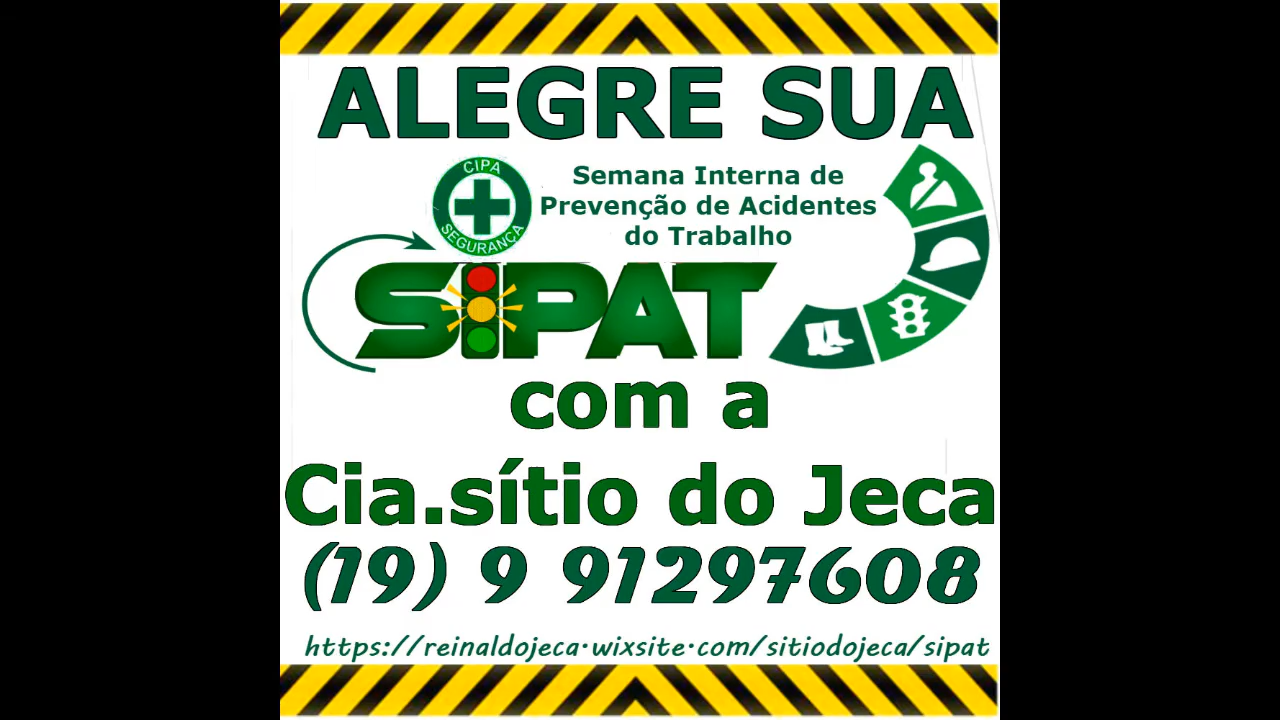 ALEGRE SUA
CIPA
SEGURANÇA
Semana Interna de
Prevenção de Acidentes
do Trabalho
SIPAT
com a
Cia.sítio do Jeca
(19) 9 91297608
https://reinaldojeca.wixsite.com/sitiodojeca/sipat